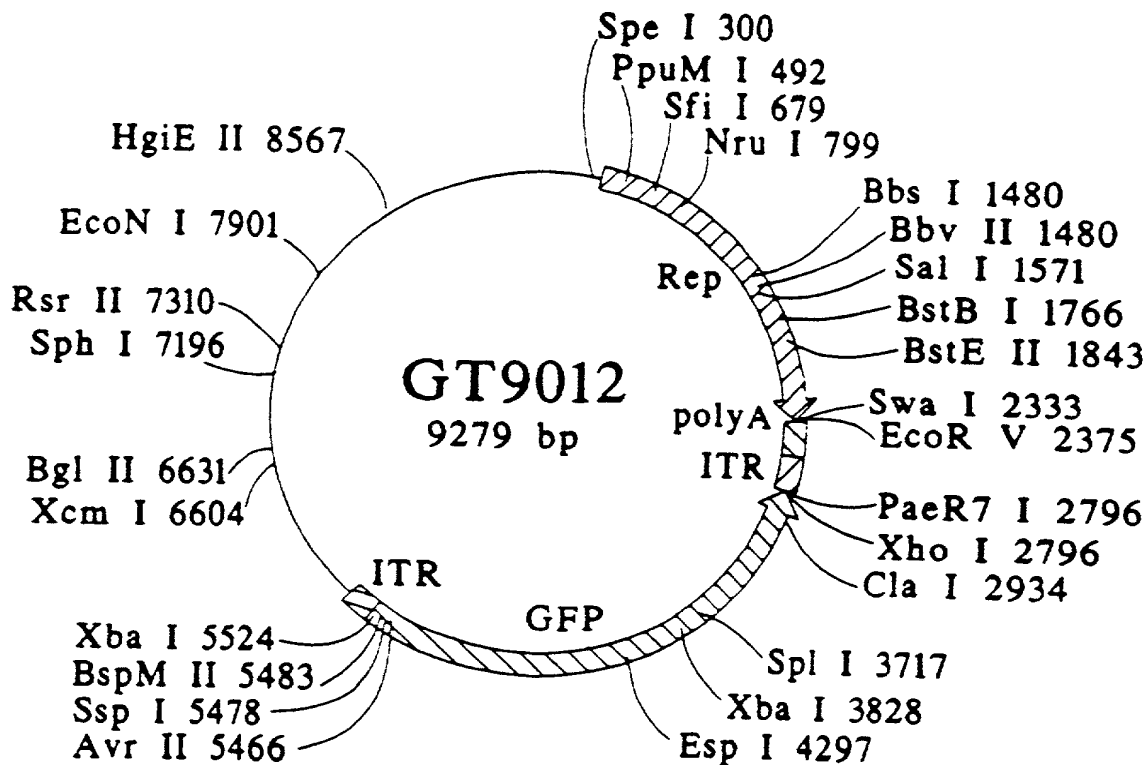 Spe I 300
PpuM I 492
Sfi I 679
Nru I 799
HgiE II 8567
Bbs I 1480
EcoN I 7901
Bbv II 1480
Sal I 1571
Rep
Rsr II 7310
BstB I 1766
Sph I 7196
BstE II 1843
GT9012
9279 bp
polyA
Swa I 2333
EcoR V 2375
ITR
Bgl II 6631
Xcm I 6604
PaeR7 I 2796
Xho I 2796
Cla I 2934
ITR
GFP
Xba I 5524
BspM II 5483
Ssp I 5478
Avr II 5466
Spl I 3717
Xba I 3828
Esp I 4297